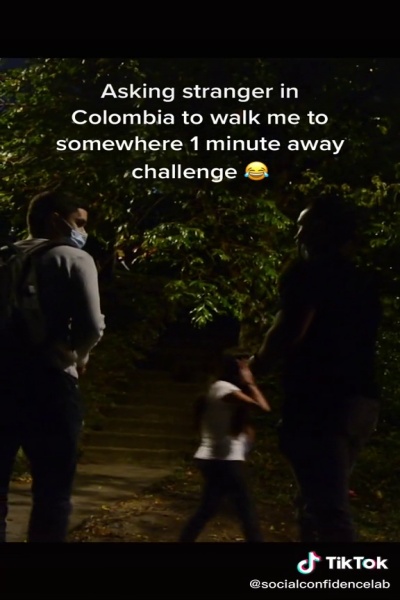 Asking stranger in
Colombia to walk me to
somewhere 1 minute away
challenge 😂
TikTok
@socialconfidencelab